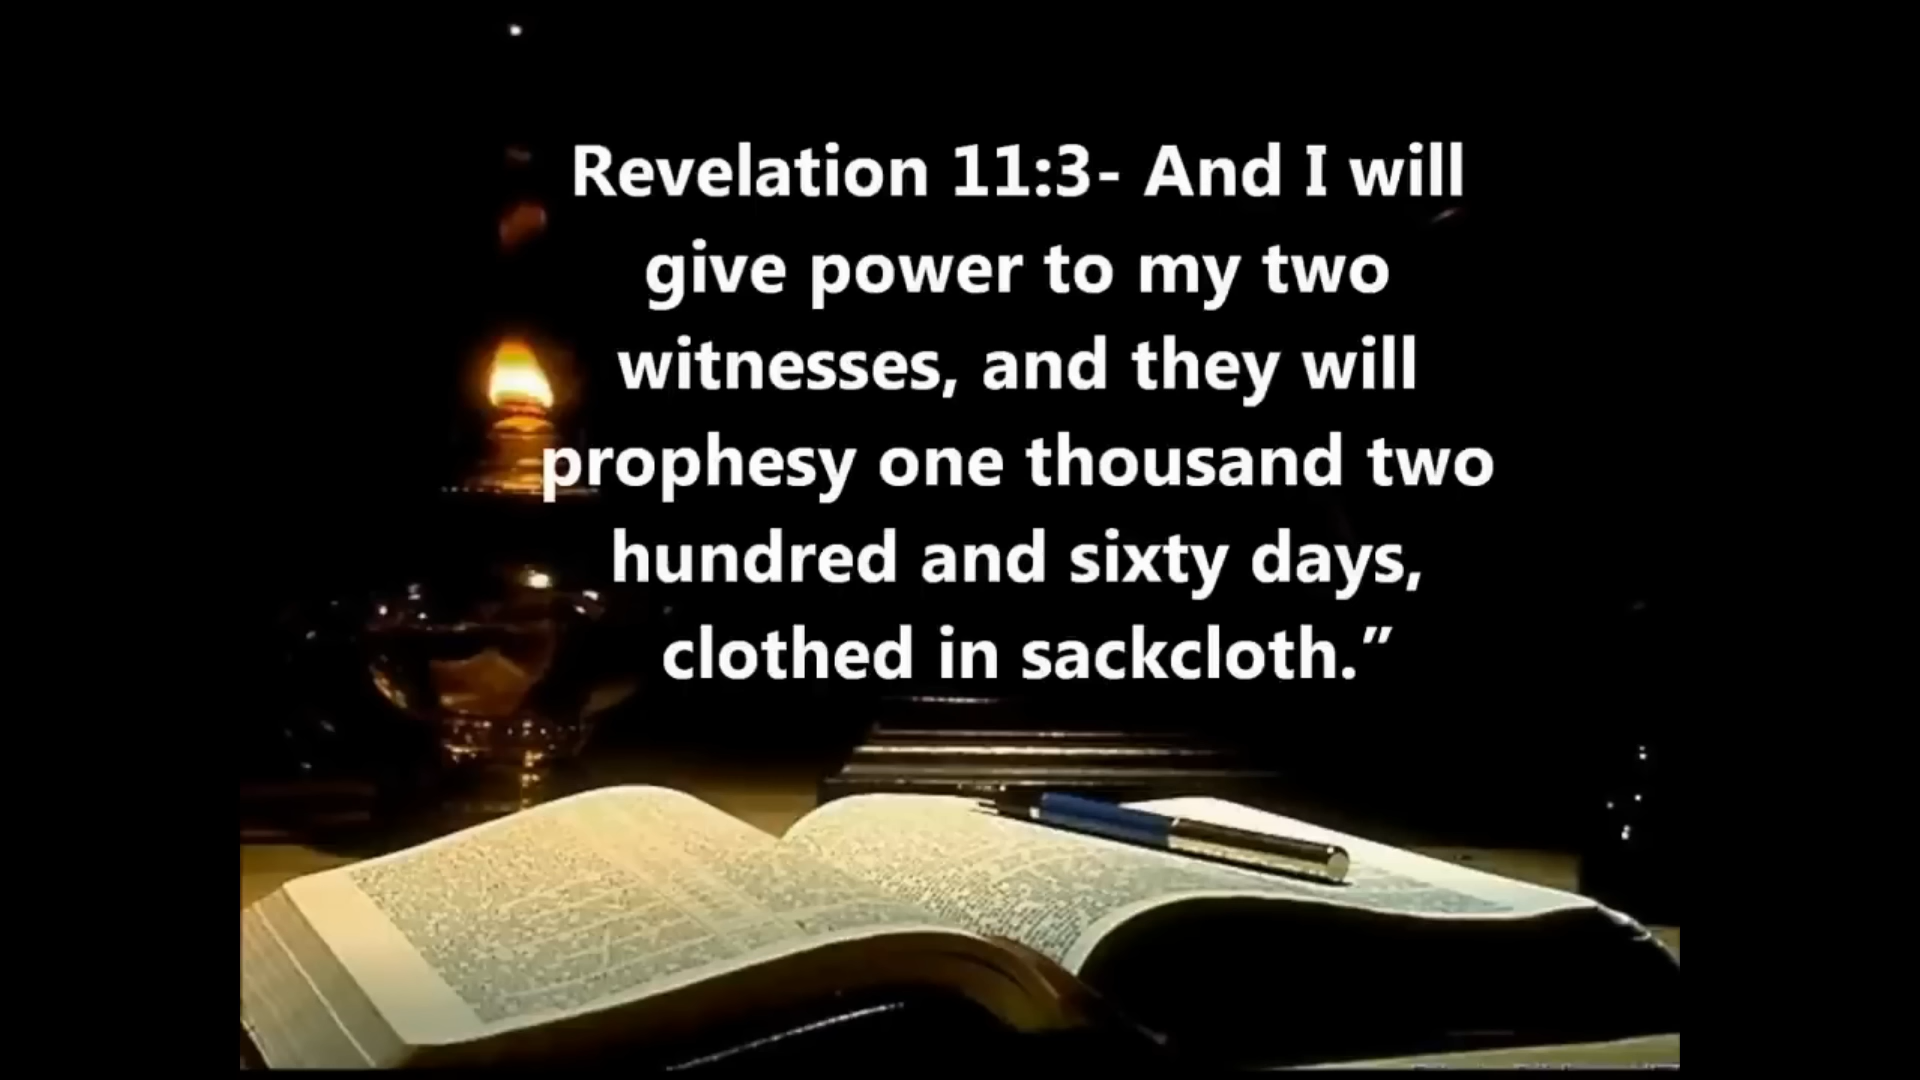 Revelation 11:3- And I will
give power to my two
witnesses, and they will
prophesy one thousand two
hundred and sixty days,
clothed in sackcloth.”